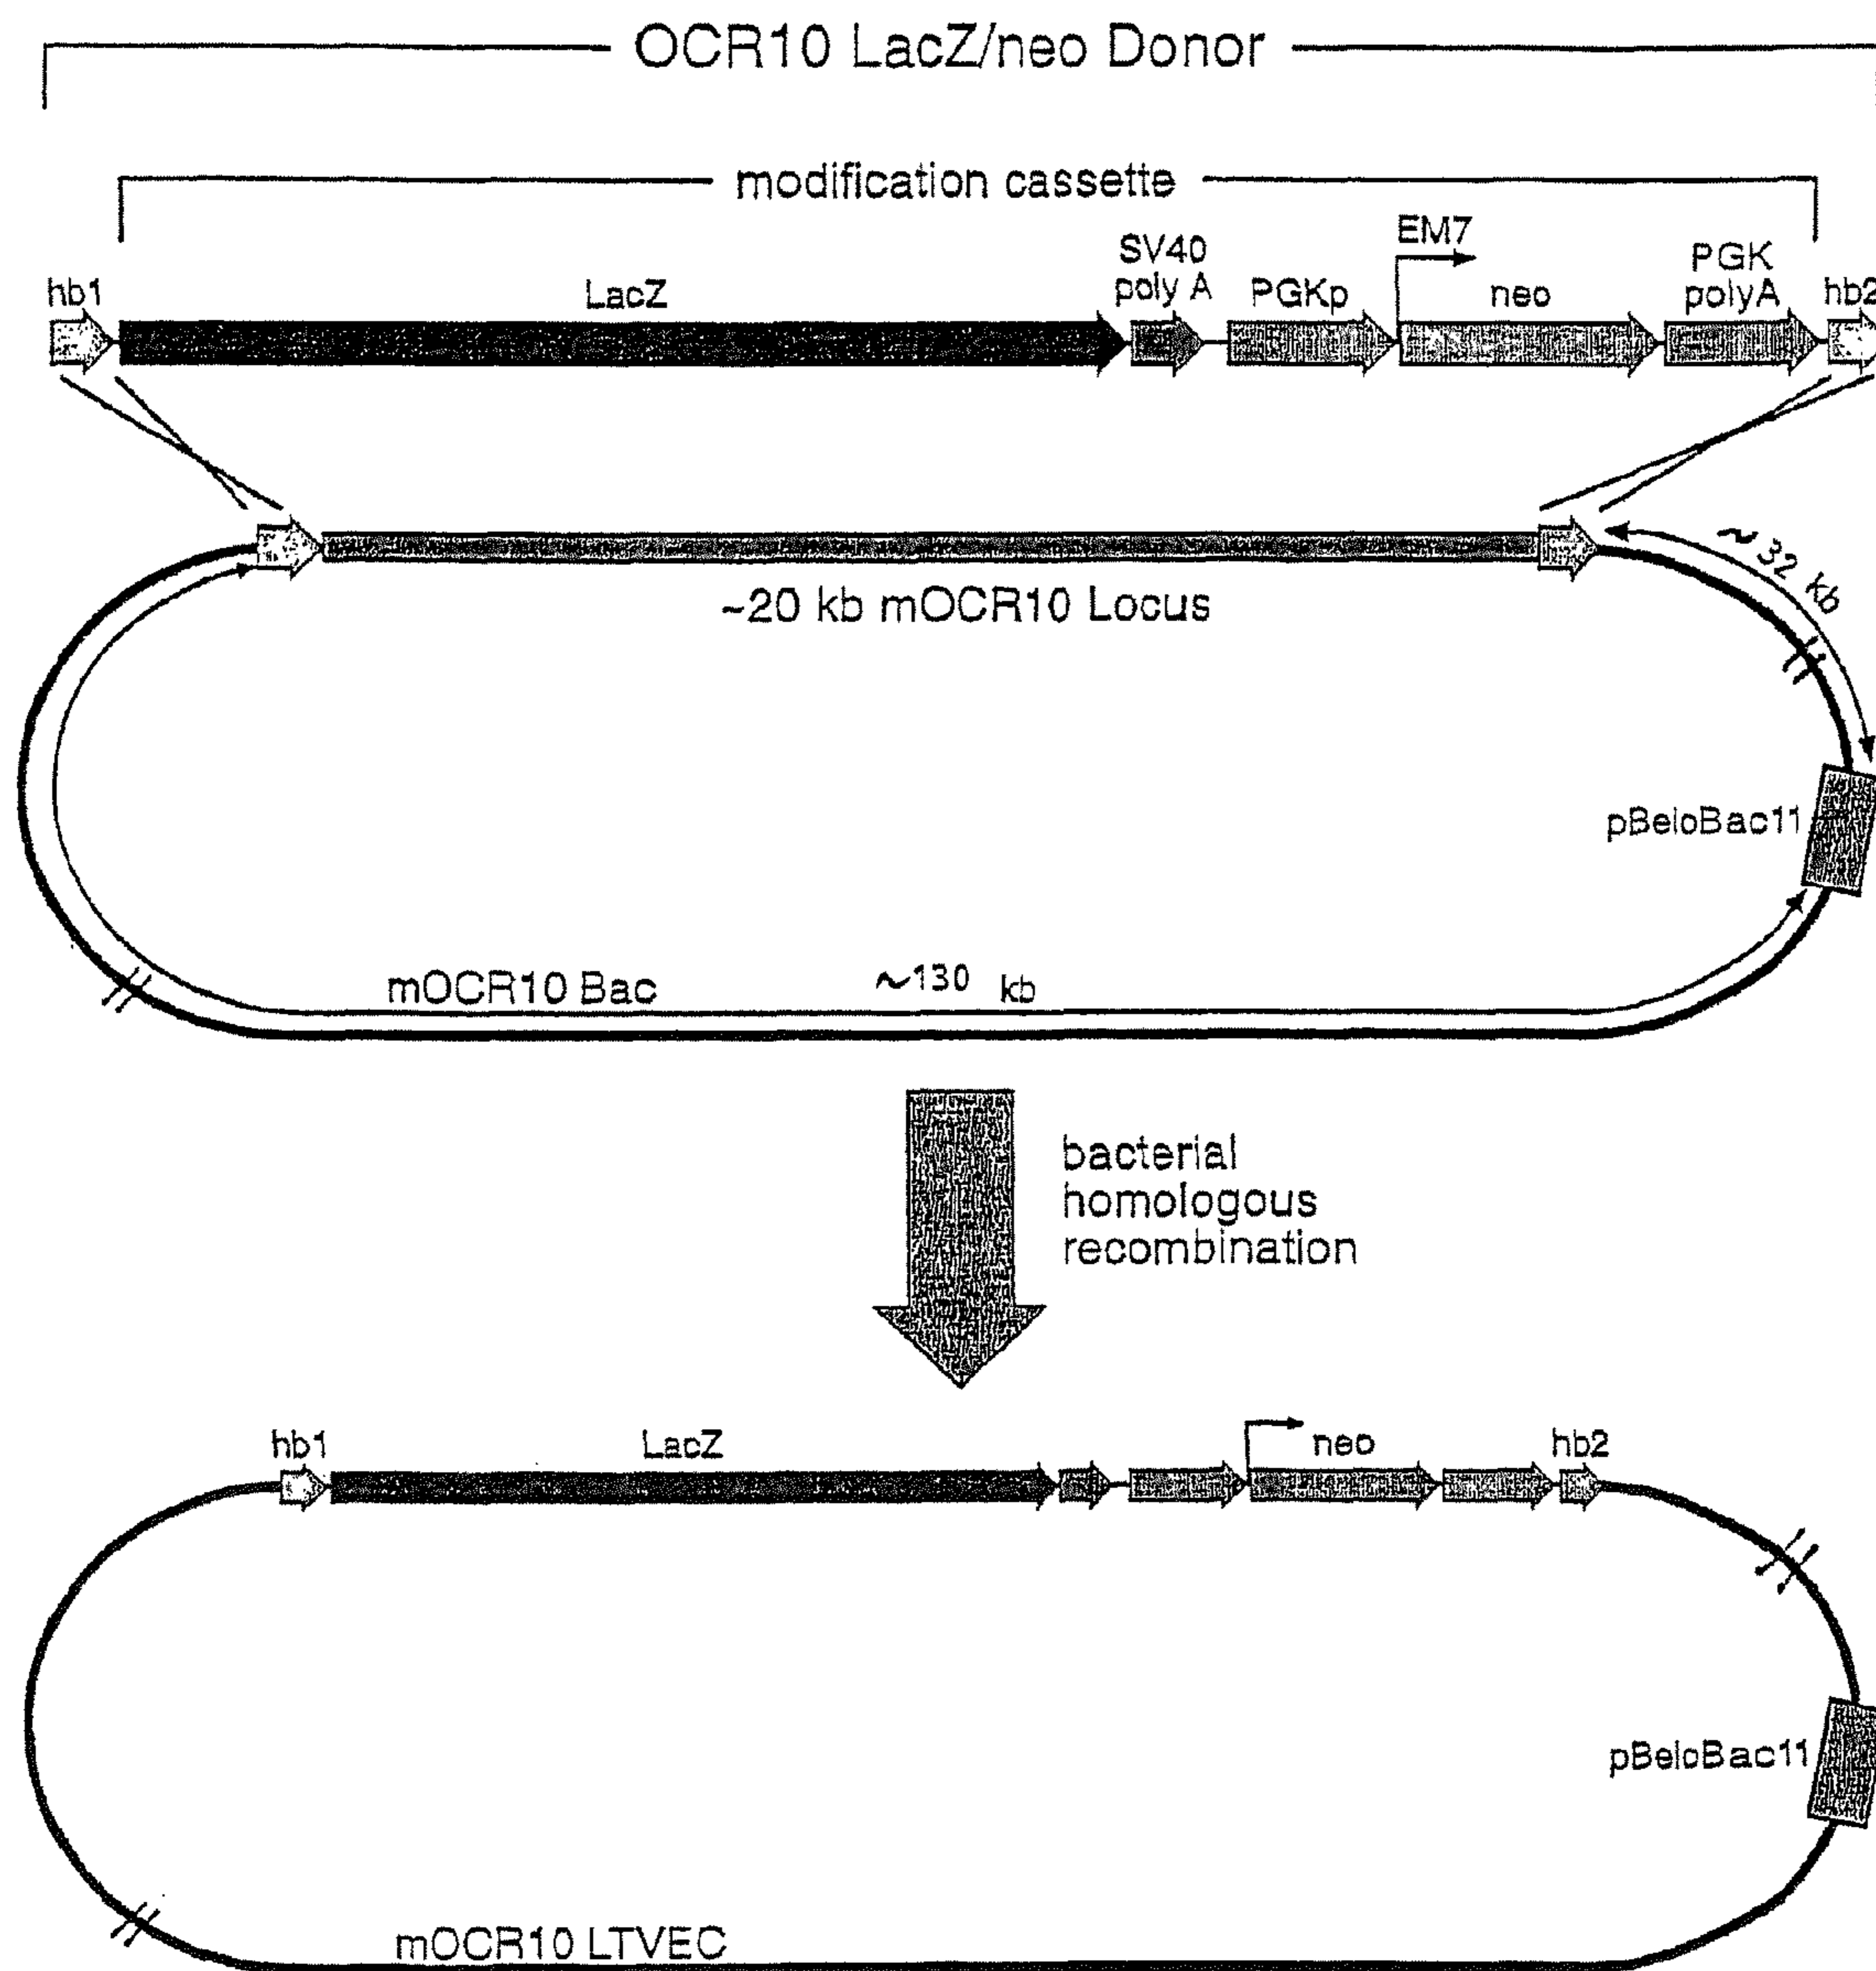 OCR10 LacZ/neo Donor
modification cassette
EM7
SV40
poly A
PGK
polyA
hb1
LacZ
PGKp
neo
hb2
~32 kb
~20 kb mOCR10 Locus
pBeloBac11
mOCR10 Bac
~130 kb
bacterial
homologous
recombination
hb1
LacZ
neo
hb2
pBeloBac11
mOCR10 LTVEC